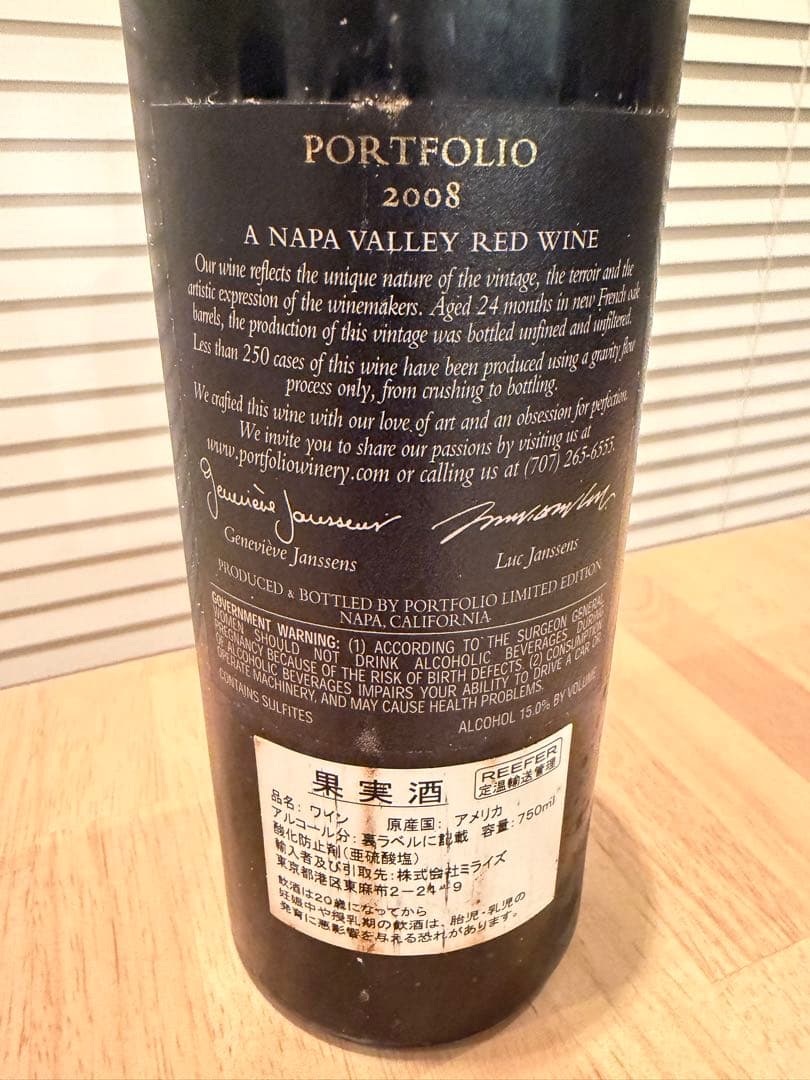 PORTFOLIO
2008
A NAPA VALLEY RED WINE
Our wine reflects the unique nature of the vintage, the terroir and the
artistic expression of the winemakers. Aged 24 months in new French oak
barrels, the production of this vintage was bottled unfined and unfiltered.
Less than 250 cases of this wine have been produced using a gravity flow
process only, from crushing to bottling.
We crafted this wine with our love of art and an obsession for perfection.
We invite you to share our passions by visiting us at
www.portfoliowinery.com or calling us at (707) 265-6555.
Geneviève Janssens
Geneviève Janssens
Luc Janssens
PRODUCED & BOTTLED BY PORTFOLIO LIMITED EDITION
NAPA, CALIFORNIA
GOVERNMENT WARNING: (1) ACCORDING TO THE SURGEON GENERAL
WOMEN SHOULD NOT DRINK ALCOHOLIC BEVERAGES DURING
PREGNANCY BECAUSE OF THE RISK OF BIRTH DEFECTS. (2) CONSUMPTION
OF ALCOHOLIC BEVERAGES IMPAIRS YOUR ABILITY TO DRIVE A CAR OR
OPERATE MACHINERY, AND MAY CAUSE HEALTH PROBLEMS.
CONTAINS SULFITES
ALCOHOL 15.0% BY VOLUME
果実酒
REEFER
定温輸送管理
品名: ワイン 原産国: アメリカ
アルコール分: 裏ラベルに記載 容量: 750ml
酸化防止剤(亜硫酸塩)
輸入者及び引取先: 株式会社ミライズ
東京都港区東麻布2-24-9
飲酒は20歳になってから
妊娠中や授乳期の飲酒は、胎児・乳児の
発育に悪影響を与える恐れがあります。